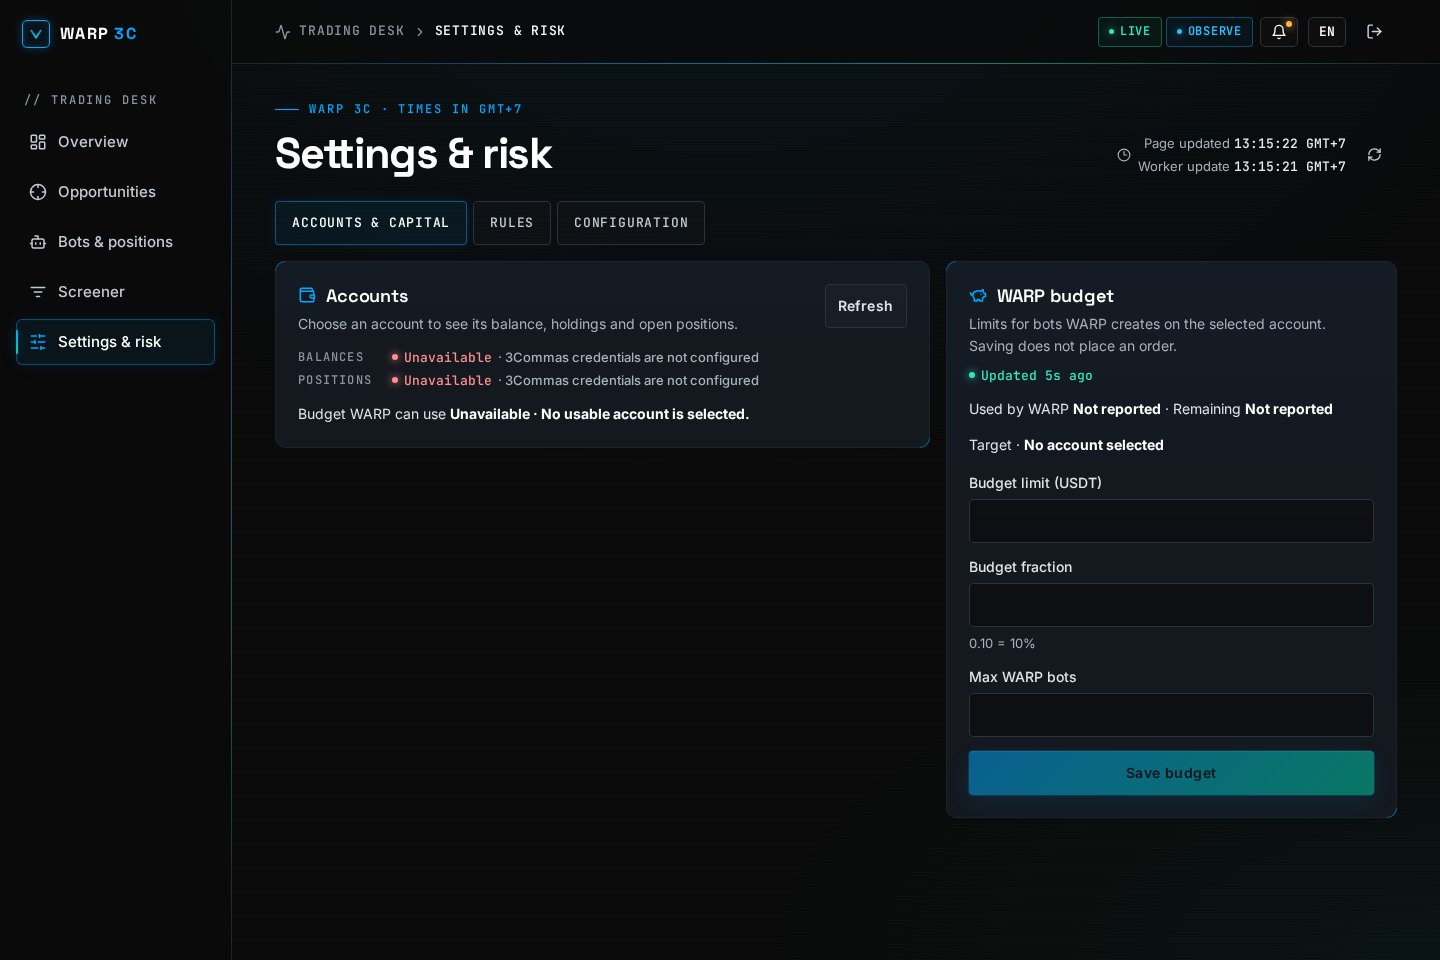 WARP 3C
TRADING DESK > SETTINGS & RISK
LIVE
OBSERVE
EN
// TRADING DESK
Overview
Opportunities
Bots & positions
Screener
Settings & risk
WARP 3C · TIMES IN GMT+7
Settings & risk
Page updated 13:15:22 GMT+7
Worker update 13:15:21 GMT+7
ACCOUNTS & CAPITAL
RULES
CONFIGURATION
Accounts
Choose an account to see its balance, holdings and open positions.
Refresh
BALANCES Unavailable · 3Commas credentials are not configured
POSITIONS Unavailable · 3Commas credentials are not configured
Budget WARP can use Unavailable · No usable account is selected.
WARP budget
Limits for bots WARP creates on the selected account.
Saving does not place an order.
Updated 5s ago
Used by WARP Not reported · Remaining Not reported
Target · No account selected
Budget limit (USDT)
Budget fraction
0.10 = 10%
Max WARP bots
Save budget